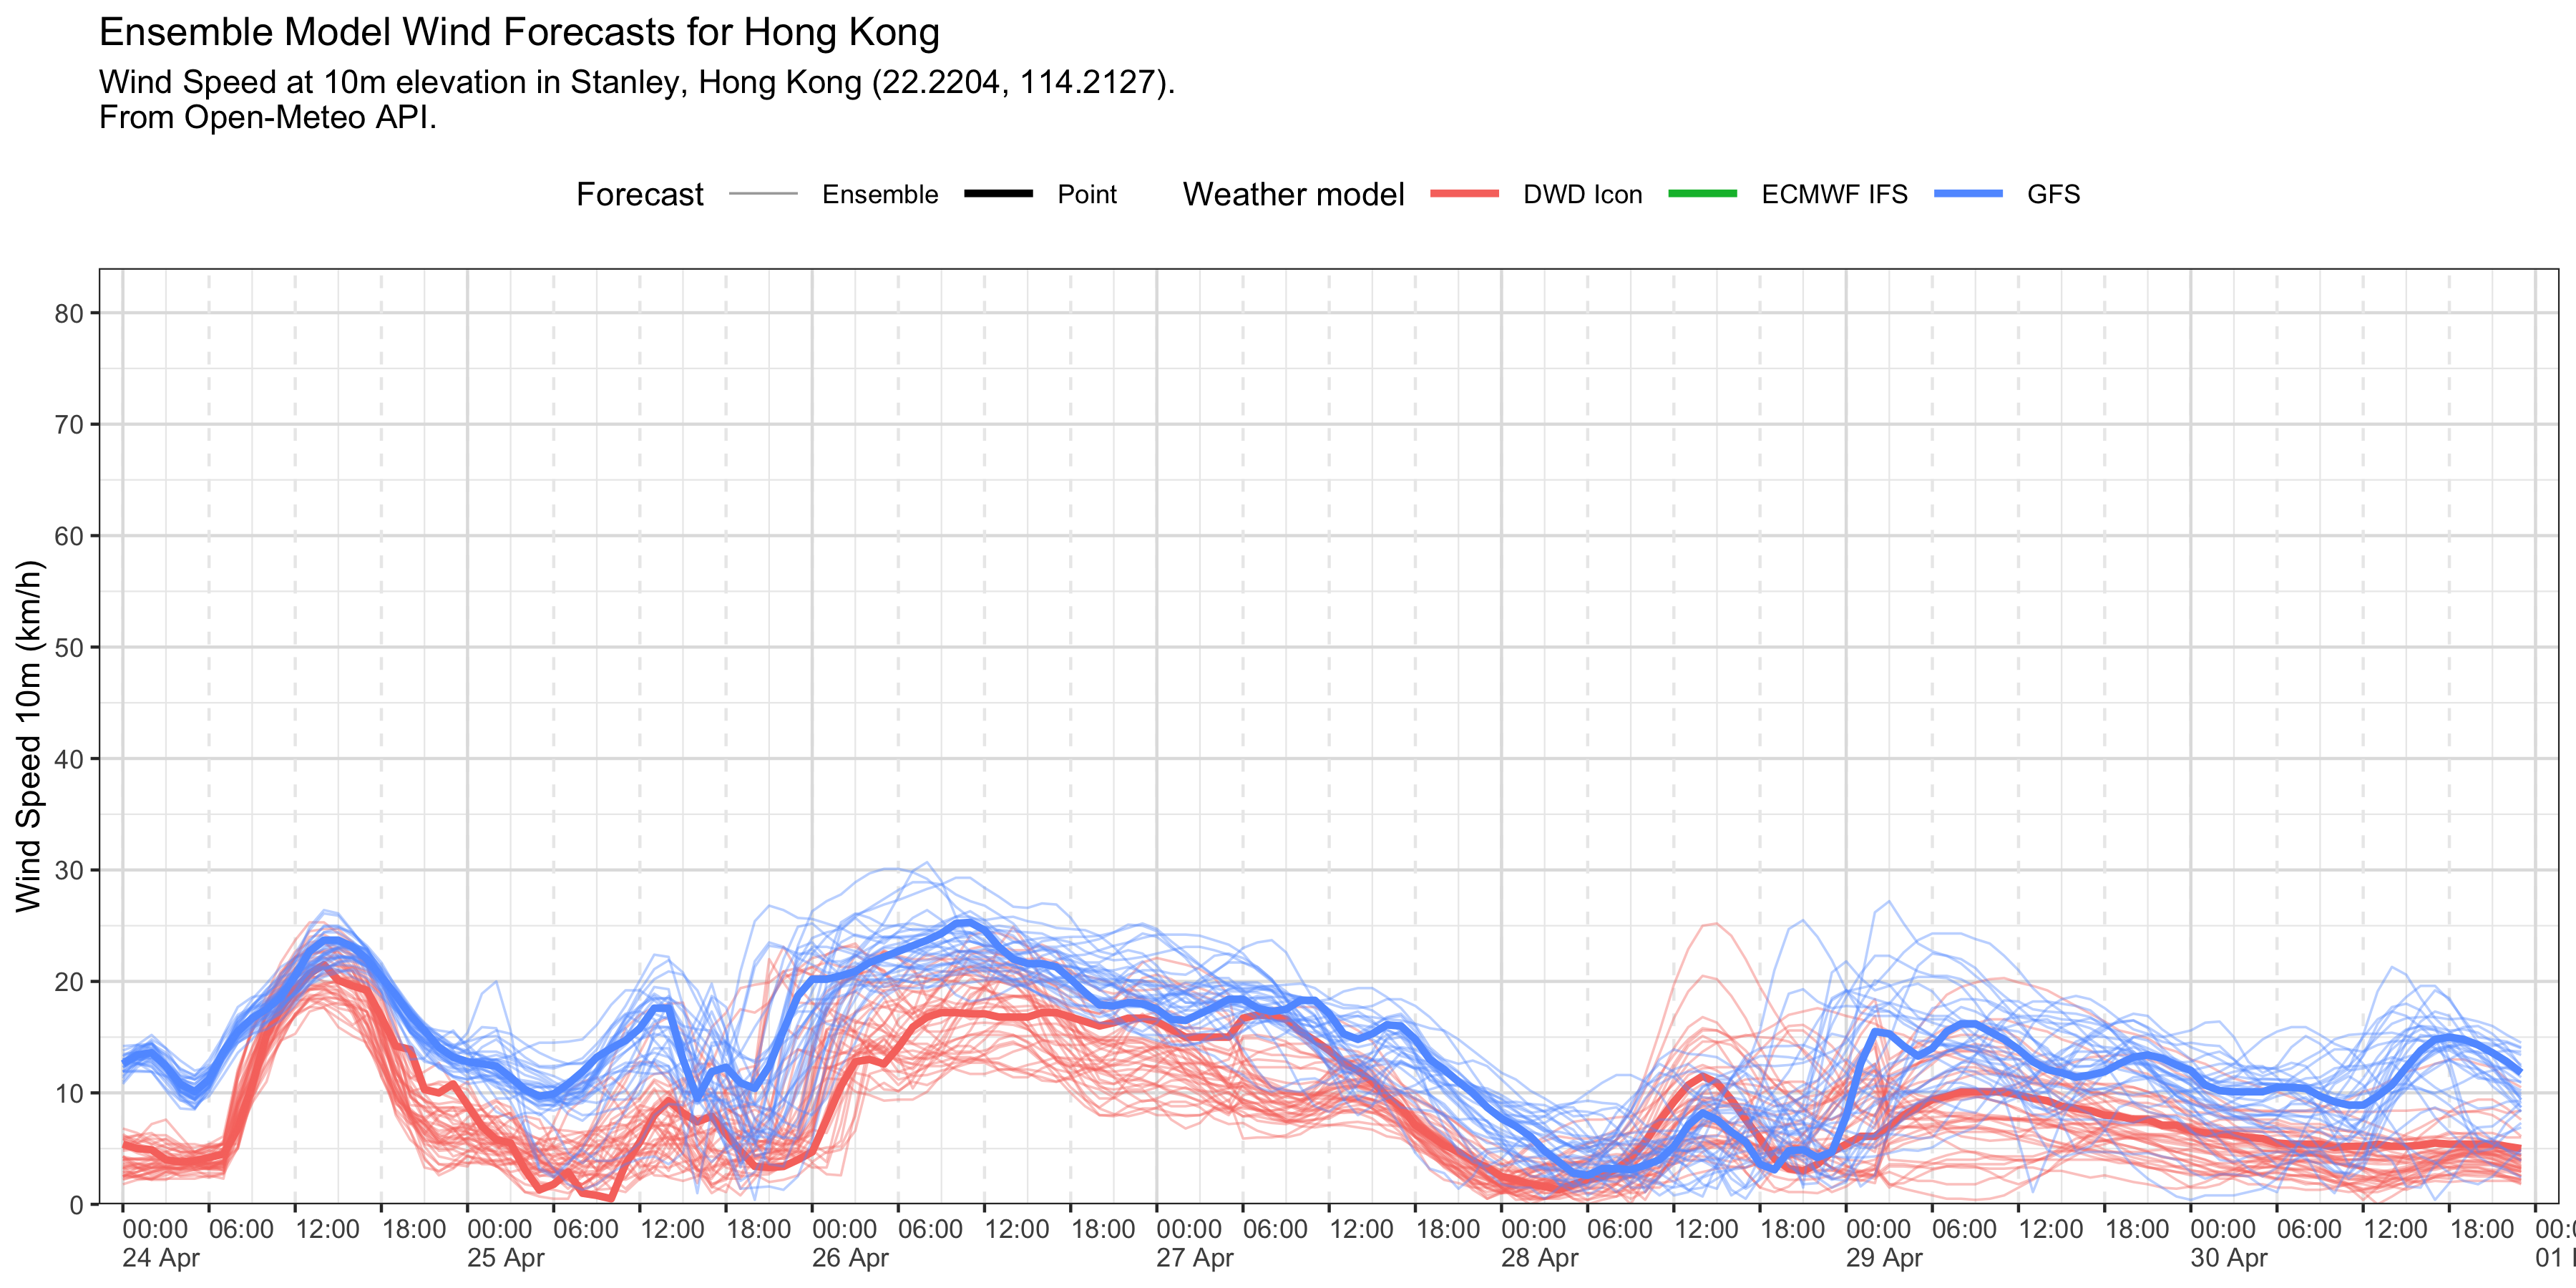 Ensemble Model Wind Forecasts for Hong Kong
Wind Speed at 10m elevation in Stanley, Hong Kong (22.2204, 114.2127).
From Open-Meteo API.
Forecast Ensemble Point Weather model DWD Icon ECMWF IFS GFS
Wind Speed 10m (km/h)
80
70
60
50
40
30
20
10
0
00:00 06:00 12:00 18:00 00:00 06:00 12:00 18:00 00:00 06:00 12:00 18:00 00:00 06:00 12:00 18:00 00:00 06:00 12:00 18:00 00:00 06:00 12:00 18:00 00:00 06:00 12:00 18:00
24 Apr 25 Apr 26 Apr 27 Apr 28 Apr 29 Apr 30 Apr 01